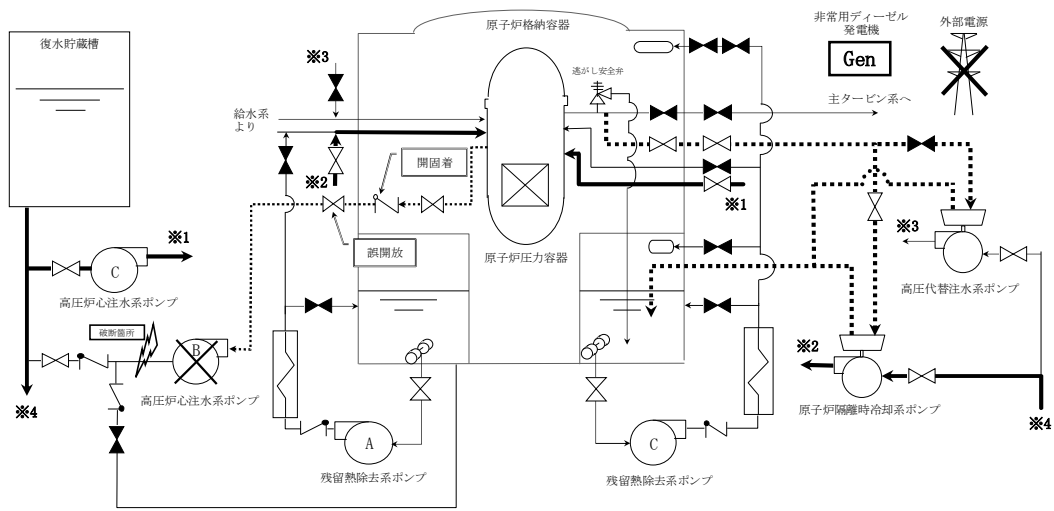 復水貯蔵槽
原子炉格納容器
非常用ディーゼル
発電機
外部電源
Gen
※3
逃がし安全弁
主タービン系へ
給水系
より
※2
開固着
※1
誤開放
原子炉圧力容器
※1
C
高圧炉心注水系ポンプ
※3
高圧代替注水系ポンプ
破断箇所
B
高圧炉心注水系ポンプ
※4
※2
原子炉隔離時冷却系ポンプ
※4
A
残留熱除去系ポンプ
C
残留熱除去系ポンプ